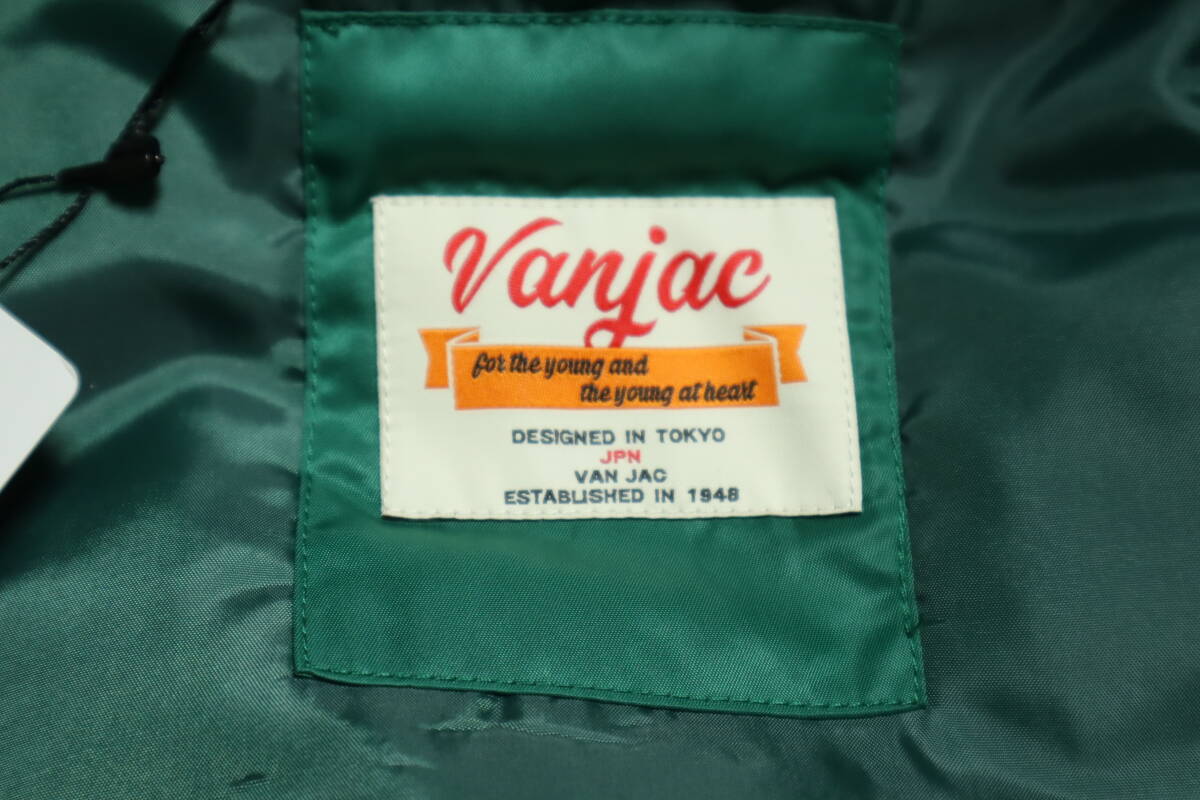 Vanjac
for the young and
the young at heart
DESIGNED IN TOKYO
JPN
VAN JAC
ESTABLISHED IN 1948